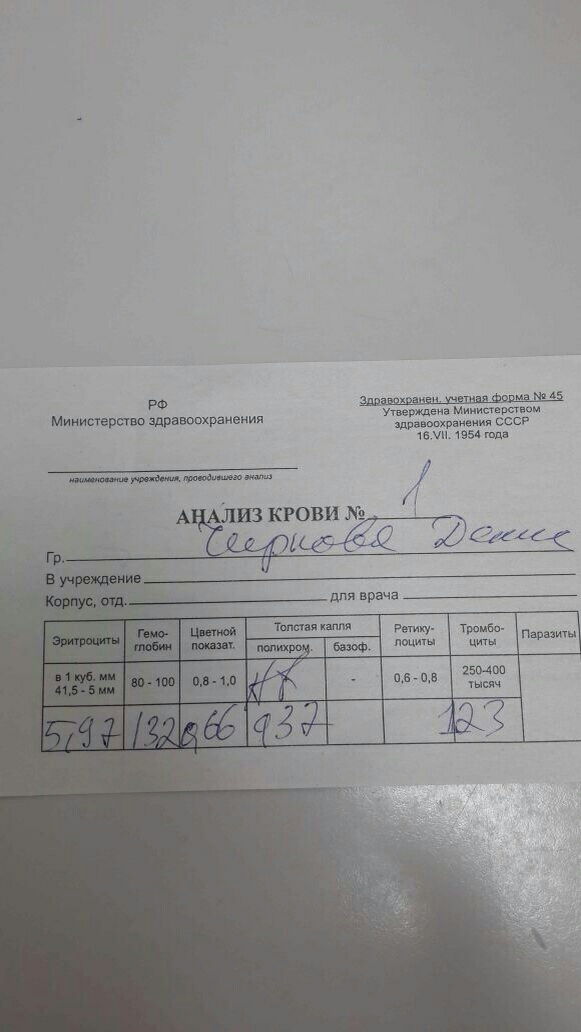 РФ
Министерство здравоохранения
Здравохранен. учетная форма № 45
Утверждена Министерством
здравоохранения СССР
16.VII. 1954 года
наименование учреждения, проводившего анализ
АНАЛИЗ КРОВИ № 1
Гр.
В учреждение
Корпус, отд. для врача
Эритроциты Гемо-глобин Цветной показат. Толстая капля Ретику-лоциты Тромбо-циты Паразиты
полихром. базоф.
в 1 куб. мм 41,5 - 5 мм 80 - 100 0,8 - 1,0 Ht - 0,6 - 0,8 250-400 тысяч
5,97 132 0,66 0,37 123